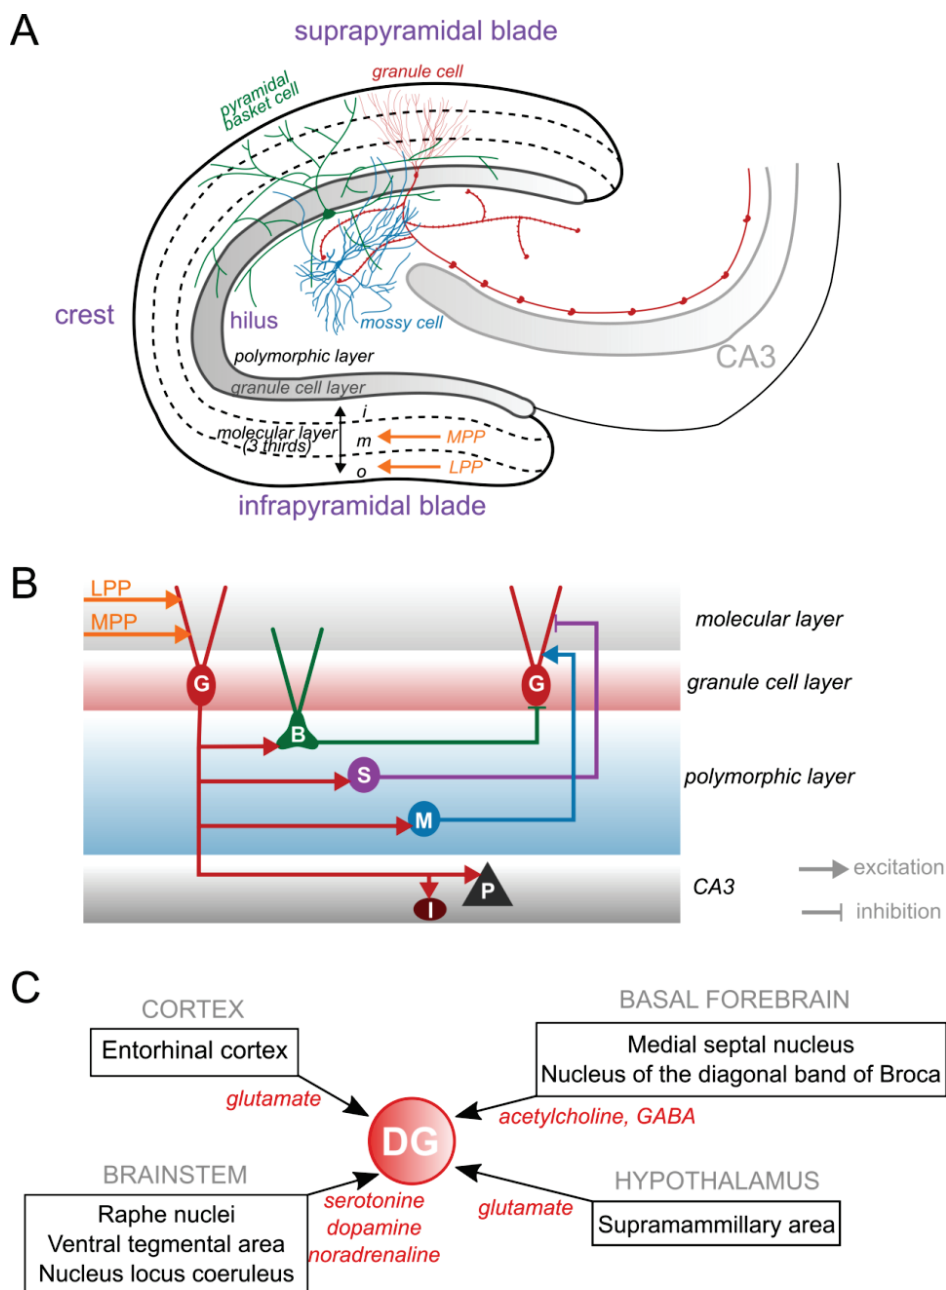 A
suprapyramidal blade
granule cell
pyramidal
basket cell
crest
hilus
mossy cell
CA3
polymorphic layer
granule cell layer
i
molecular layer
(3 thirds)
m
MPP
o
LPP
infrapyramidal blade
B
LPP
MPP
molecular layer
G
G
granule cell layer
B
S
polymorphic layer
M
P
I
CA3
excitation
inhibition
C
CORTEX
Entorhinal cortex
glutamate
BASAL FOREBRAIN
Medial septal nucleus
Nucleus of the diagonal band of Broca
acetylcholine, GABA
DG
BRAINSTEM
Raphe nuclei
Ventral tegmental area
Nucleus locus coeruleus
serotonine
dopamine
noradrenaline
glutamate
HYPOTHALAMUS
Supramammillary area